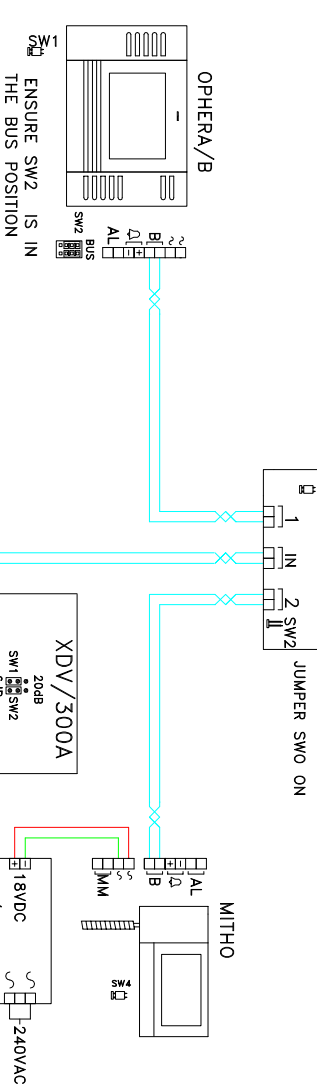 SW1
ENSURE SW2 IS IN
THE BUS POSITION
OPHERA/B
SW2
BUS
AL
- +
B
~ ~
1
IN
2
SW2
JUMPER SWO ON
XDV/300A
20dB
SW1 SW2
MM
~ ~
B
+ -
AL
MITHO
SW4
+ -
18VDC
~ ~
240VAC